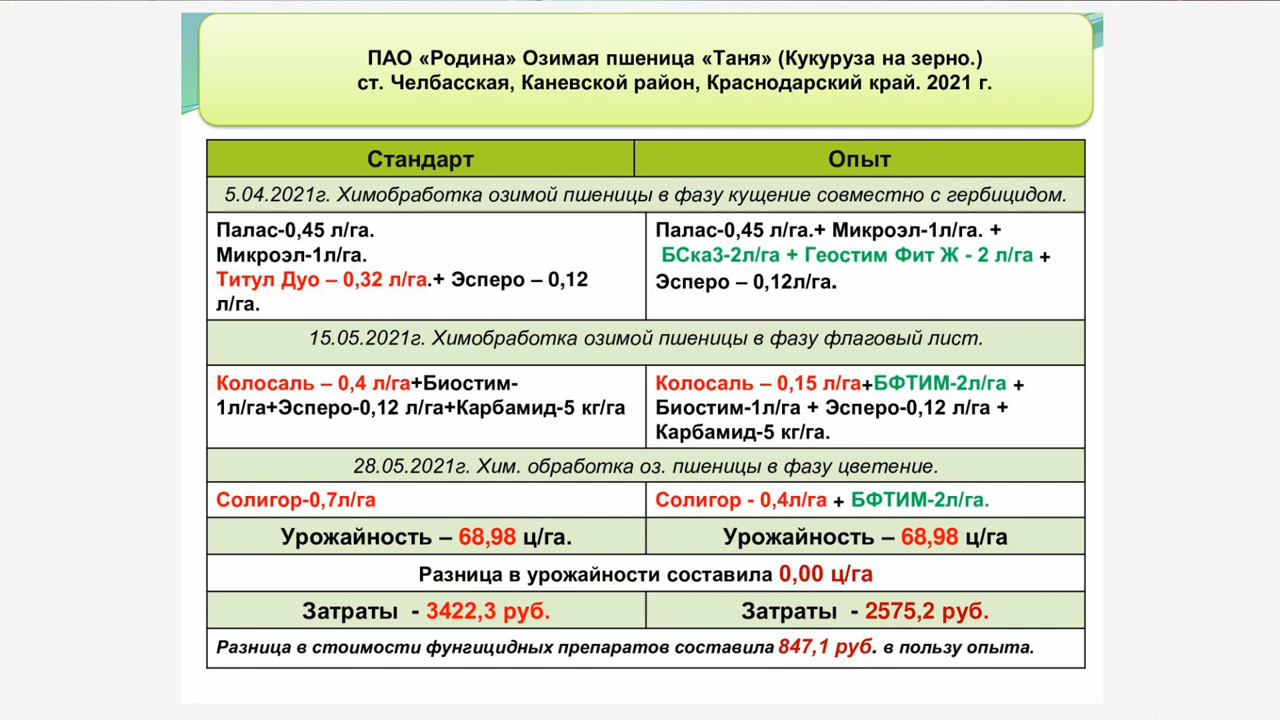 ПАО «Родина» Озимая пшеница «Таня» (Кукуруза на зерно.)
ст. Челбасская, Каневской район, Краснодарский край. 2021 г.
Стандарт
Опыт
5.04.2021г. Химобработка озимой пшеницы в фазу кущение совместно с гербицидом.
Палас-0,45 л/га.
Микроэл-1л/га.
Титул Дуо – 0,32 л/га.+ Эсперо – 0,12
л/га.
Палас-0,45 л/га.+ Микроэл-1л/га. +
БСка3-2л/га + Геостим Фит Ж - 2 л/га +
Эсперо – 0,12л/га.
15.05.2021г. Химобработка озимой пшеницы в фазу флаговый лист.
Колосаль – 0,4 л/га+Биостим-
1л/га+Эсперо-0,12 л/га+Карбамид-5 кг/га
Колосаль – 0,15 л/га+БФТИМ-2л/га +
Биостим-1л/га + Эсперо-0,12 л/га +
Карбамид-5 кг/га.
28.05.2021г. Хим. обработка оз. пшеницы в фазу цветение.
Солигор-0,7л/га
Солигор - 0,4л/га + БФТИМ-2л/га.
Урожайность – 68,98 ц/га.
Урожайность – 68,98 ц/га
Разница в урожайности составила 0,00 ц/га
Затраты - 3422,3 руб.
Затраты - 2575,2 руб.
Разница в стоимости фунгицидных препаратов составила 847,1 руб. в пользу опыта.